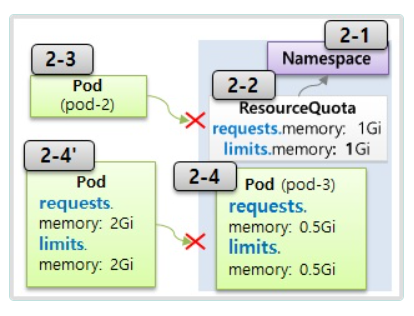 2-1
Namespace
2-3
Pod
(pod-2)
2-2
ResourceQuota
requests.memory: 1Gi
limits.memory: 1Gi
2-4'
Pod
requests.
memory: 2Gi
limits.
memory: 2Gi
2-4
Pod (pod-3)
requests.
memory: 0.5Gi
limits.
memory: 0.5Gi